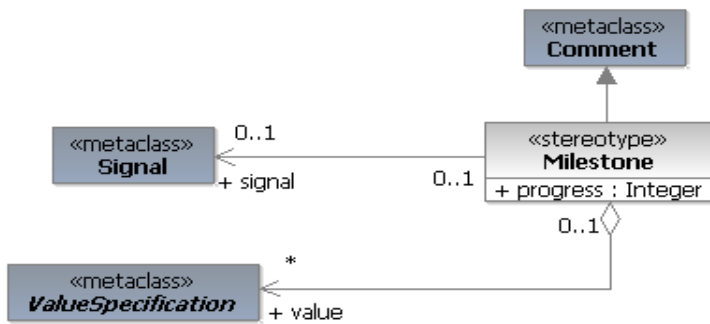 «metaclass»
Comment
«metaclass»
Signal
0..1
+ signal
0..1
«stereotype»
Milestone
+ progress : Integer
0..1
«metaclass»
ValueSpecification
*
+ value